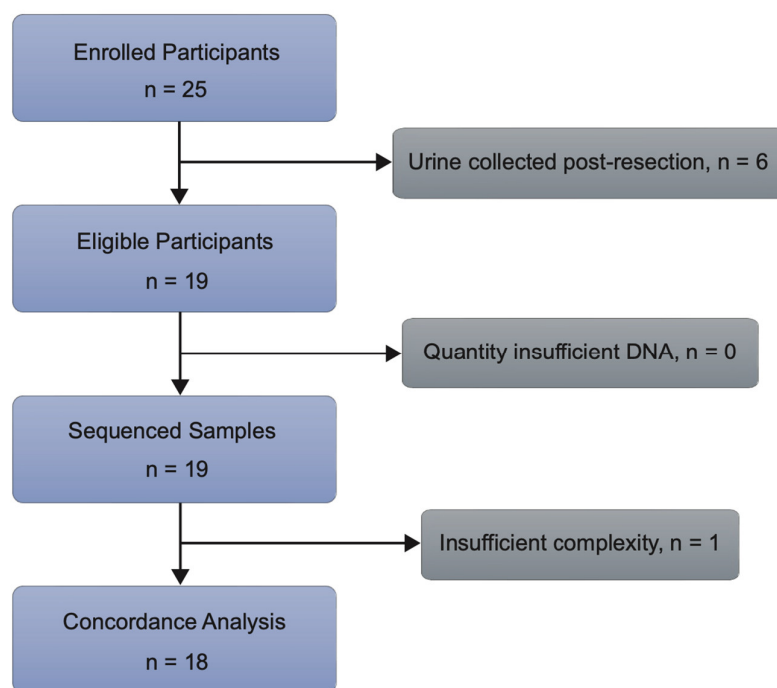 Enrolled Participants
n = 25
Urine collected post-resection, n = 6
Eligible Participants
n = 19
Quantity insufficient DNA, n = 0
Sequenced Samples
n = 19
Insufficient complexity, n = 1
Concordance Analysis
n = 18